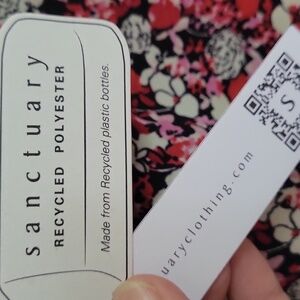 sanctuary
RECYCLED POLYESTER
Made from Recycled plastic bottles.
uaryclothing.com
S